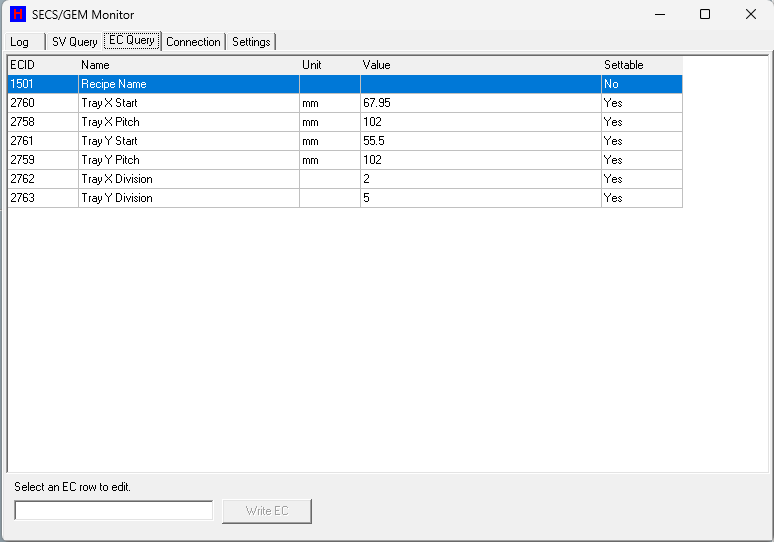 H SECS/GEM Monitor
Log SV Query EC Query Connection Settings
ECID Name Unit Value Settable
1501 Recipe Name No
2760 Tray X Start mm 67.95 Yes
2758 Tray X Pitch mm 102 Yes
2761 Tray Y Start mm 55.5 Yes
2759 Tray Y Pitch mm 102 Yes
2762 Tray X Division 2 Yes
2763 Tray Y Division 5 Yes
Select an EC row to edit.
Write EC